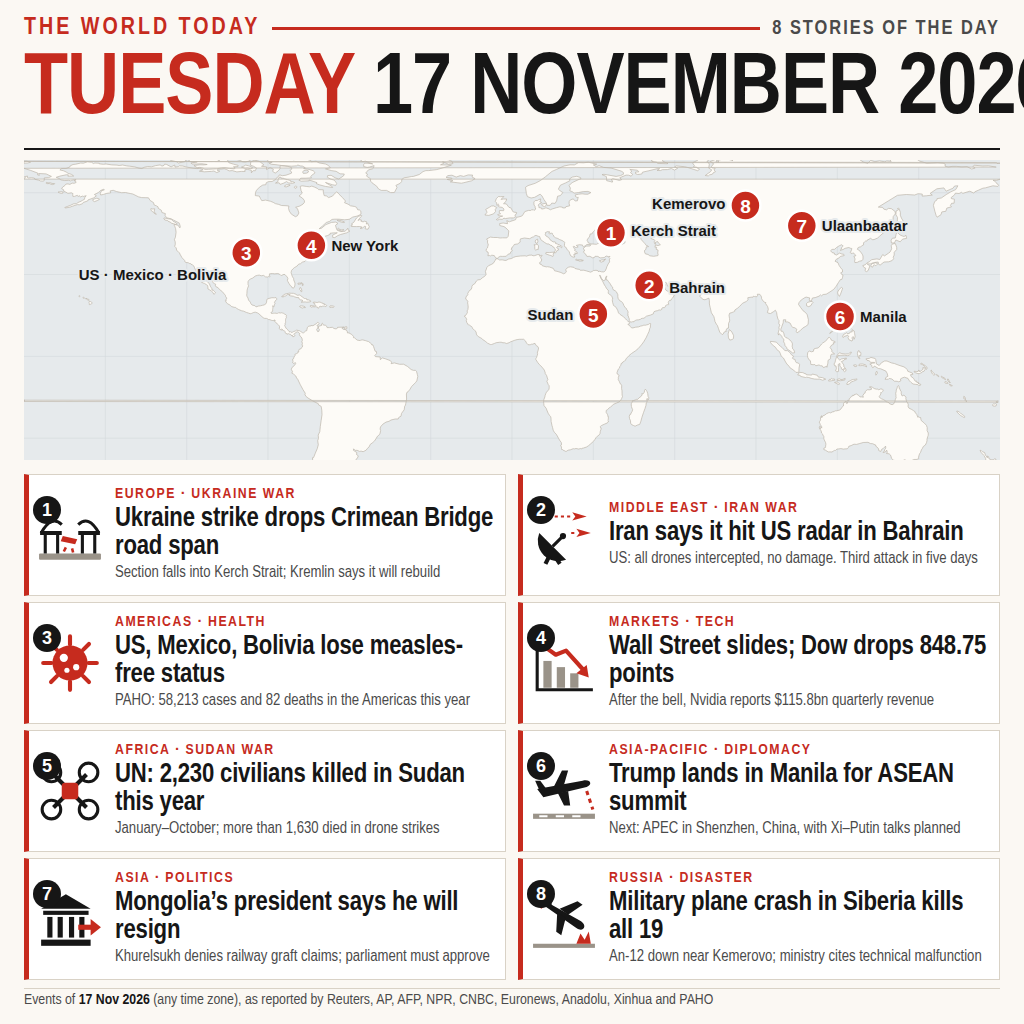 THE WORLD TODAY
8 STORIES OF THE DAY
TUESDAY 17 NOVEMBER 2026
Kemerovo 8
1 Kerch Strait
7 Ulaanbaatar
3
4 New York
US · Mexico · Bolivia
2 Bahrain
Sudan 5
6 Manila
1
EUROPE · UKRAINE WAR
Ukraine strike drops Crimean Bridge
road span
Section falls into Kerch Strait; Kremlin says it will rebuild
2
MIDDLE EAST · IRAN WAR
Iran says it hit US radar in Bahrain
US: all drones intercepted, no damage. Third attack in five days
3
AMERICAS · HEALTH
US, Mexico, Bolivia lose measles-
free status
PAHO: 58,213 cases and 82 deaths in the Americas this year
4
MARKETS · TECH
Wall Street slides; Dow drops 848.75
points
After the bell, Nvidia reports $115.8bn quarterly revenue
5
AFRICA · SUDAN WAR
UN: 2,230 civilians killed in Sudan
this year
January–October; more than 1,630 died in drone strikes
6
ASIA-PACIFIC · DIPLOMACY
Trump lands in Manila for ASEAN
summit
Next: APEC in Shenzhen, China, with Xi–Putin talks planned
7
ASIA · POLITICS
Mongolia’s president says he will
resign
Khurelsukh denies railway graft claims; parliament must approve
8
RUSSIA · DISASTER
Military plane crash in Siberia kills
all 19
An-12 down near Kemerovo; ministry cites technical malfunction
Events of 17 Nov 2026 (any time zone), as reported by Reuters, AP, AFP, NPR, CNBC, Euronews, Anadolu, Xinhua and PAHO